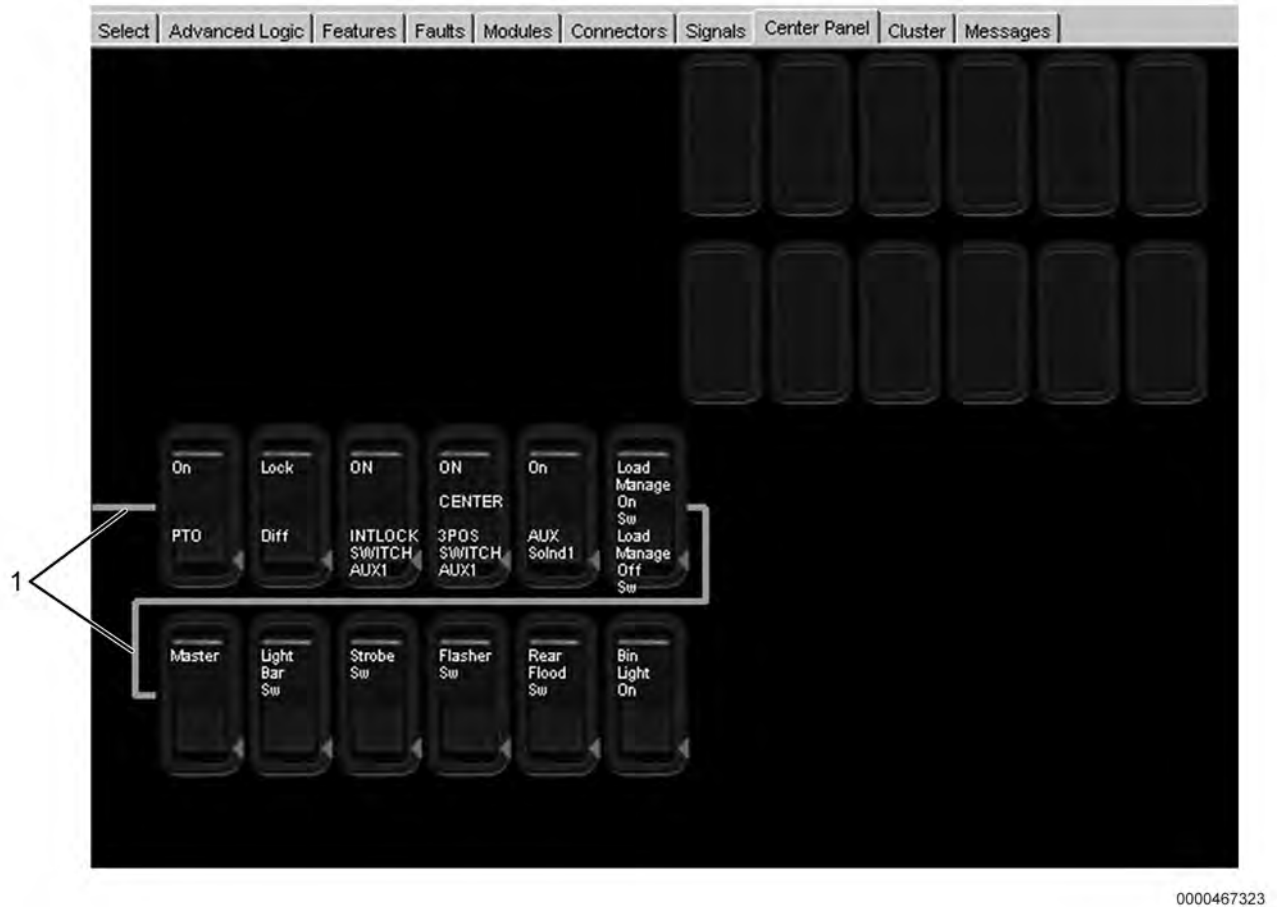 Select Advanced Logic Features Faults Modules Connectors Signals Center Panel Cluster Messages
On
PTO
Lock
Diff
ON
INTLOCK
SWITCH
AUX1
ON
CENTER
3POS
SWITCH
AUX1
On
AUX
Solnd1
Load
Manage
On
Sw
Load
Manage
Off
Sw
1
Master
Light
Bar
Sw
Strobe
Sw
Flasher
Sw
Rear
Flood
Sw
Bin
Light
On
0000467323